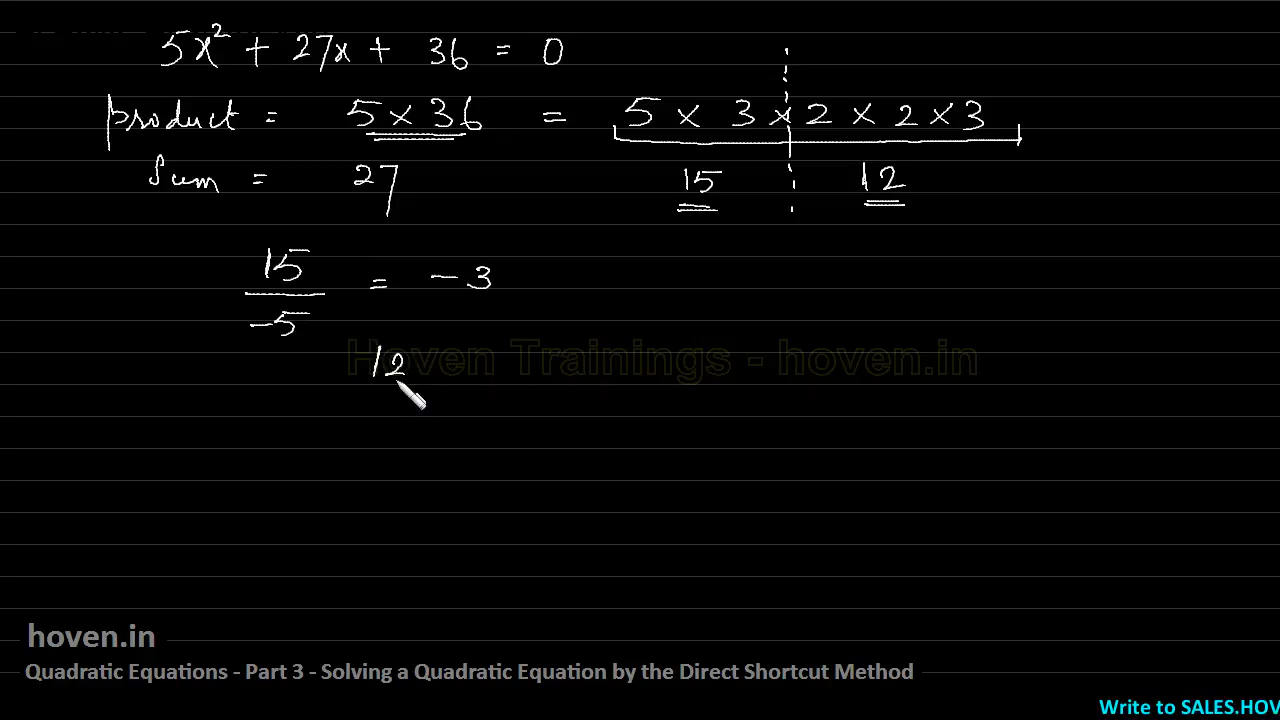 5x² + 27x + 36 = 0
product = 5 × 36 = 5 × 3 × 2 × 2 × 3
Sum = 27 15 12
15
-5 = -3
12
Hoven Trainings - hoven.in
hoven.in
Quadratic Equations - Part 3 - Solving a Quadratic Equation by the Direct Shortcut Method
Write to SALES.HOV